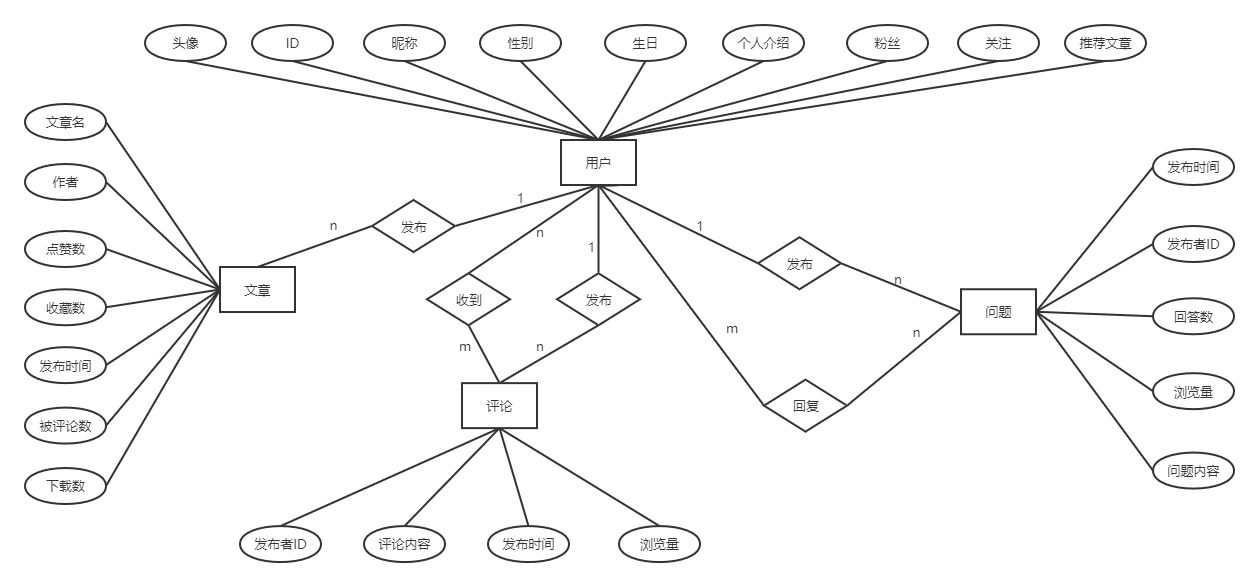 头像
ID
昵称
性别
生日
个人介绍
粉丝
关注
推荐文章
用户
文章名
作者
点赞数
收藏数
发布时间
被评论数
下载数
文章
n
发布
1
n
收到
m
1
发布
n
评论
发布者ID
评论内容
发布时间
浏览量
1
发布
n
m
回复
n
问题
发布时间
发布者ID
回答数
浏览量
问题内容